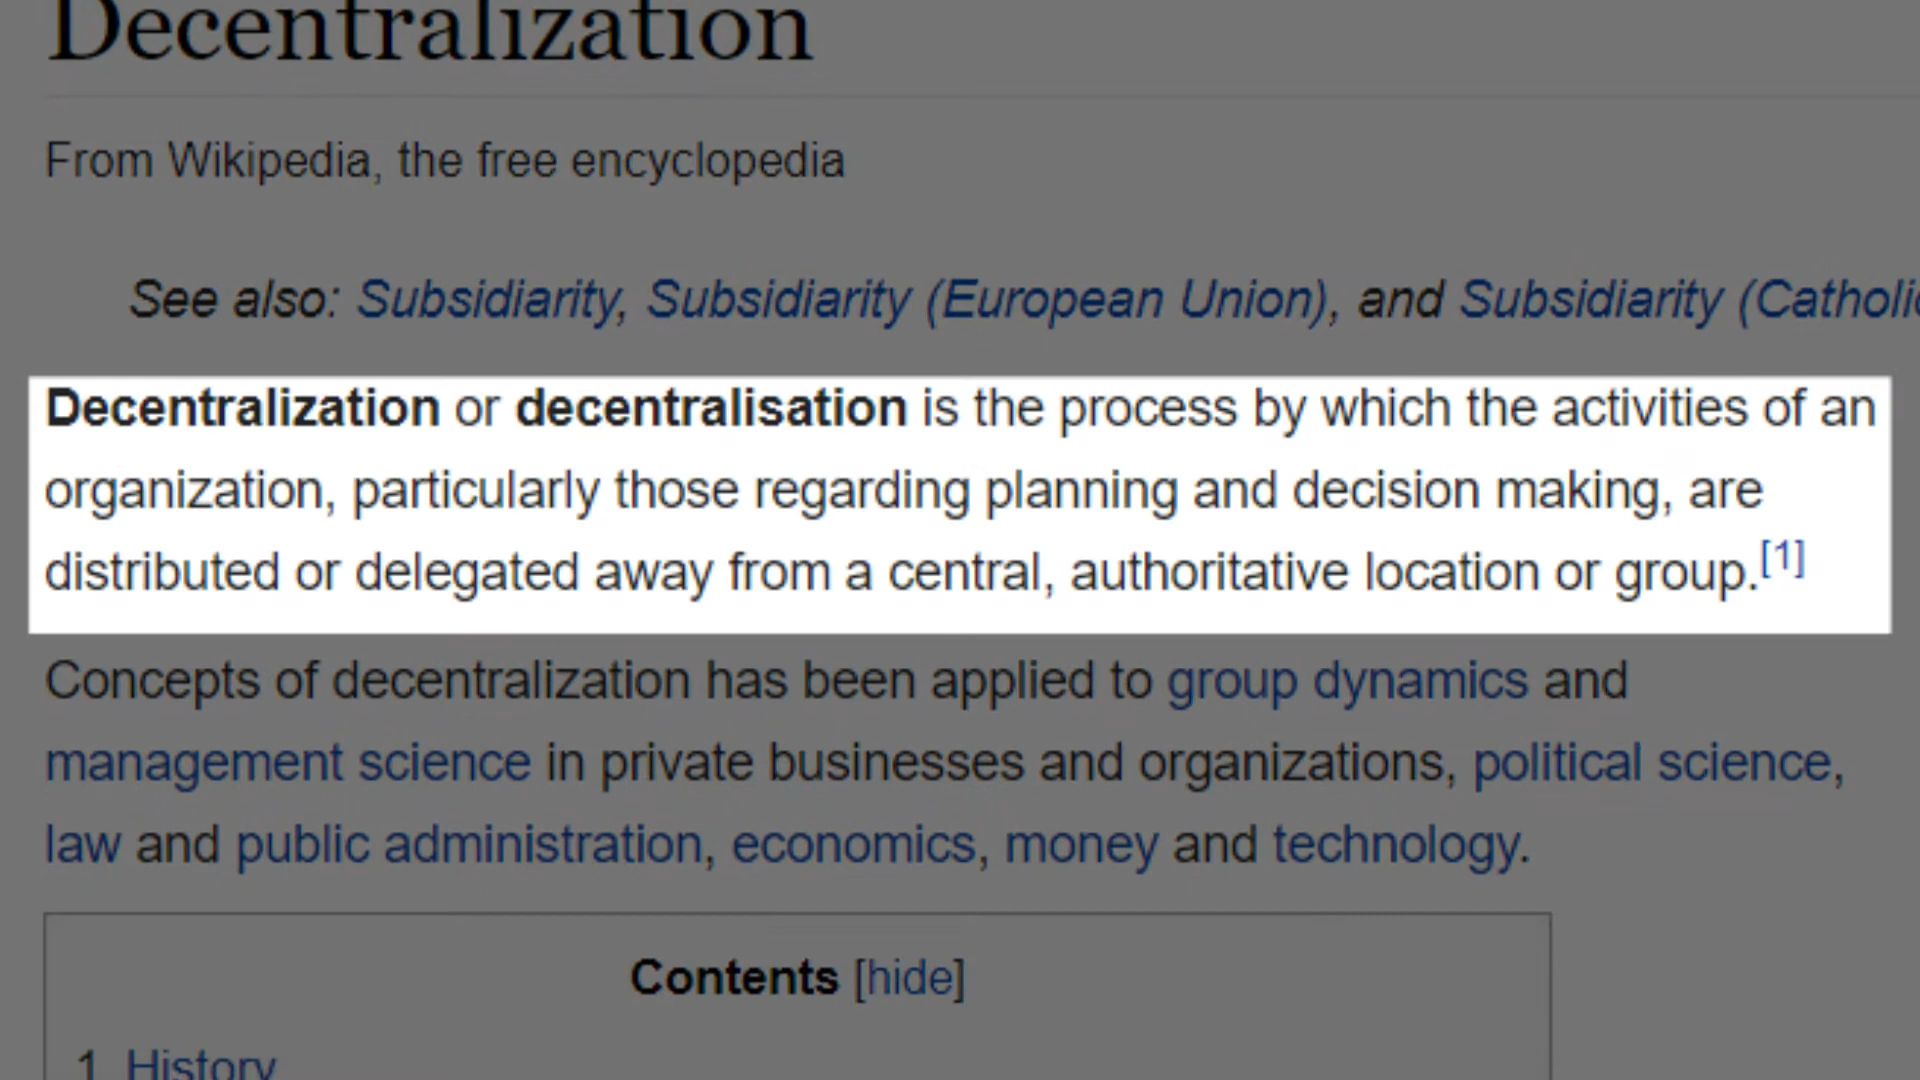 Decentralization
From Wikipedia, the free encyclopedia
See also: Subsidiarity, Subsidiarity (European Union), and Subsidiarity (Catholic
Decentralization or decentralisation is the process by which the activities of an
organization, particularly those regarding planning and decision making, are
distributed or delegated away from a central, authoritative location or group.[1]
Concepts of decentralization has been applied to group dynamics and
management science in private businesses and organizations, political science,
law and public administration, economics, money and technology.
Contents [hide]
1 History